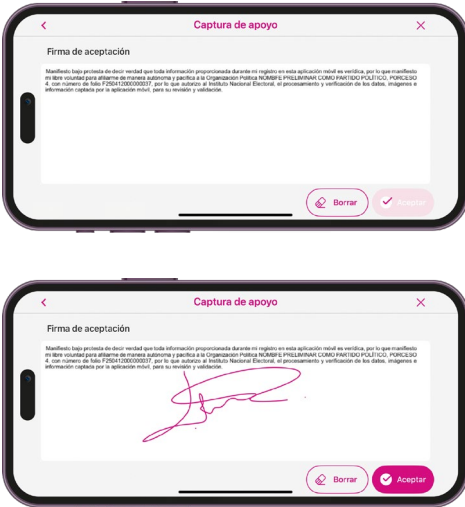 Captura de apoyo
Firma de aceptación
Manifiesto bajo protesta de decir verdad que toda información proporcionada durante mi registro en esta aplicación móvil es verídica, por lo que manifiesto
mi libre voluntad para afiliarme de manera autónoma y pacífica a la Organización Política NOMBRE PRELIMINAR COMO PARTIDO POLÍTICO, PORCESO
4. con número de folio F250412000000037, por lo que autorizo al Instituto Nacional Electoral, el procesamiento y verificación de los datos, imágenes e
información captada por la aplicación móvil, para su revisión y validación.
Borrar
Aceptar
Captura de apoyo
Firma de aceptación
Manifiesto bajo protesta de decir verdad que toda información proporcionada durante mi registro en esta aplicación móvil es verídica, por lo que manifiesto
mi libre voluntad para afiliarme de manera autónoma y pacífica a la Organización Política NOMBRE PRELIMINAR COMO PARTIDO POLÍTICO, PORCESO
4. con número de folio F250412000000037, por lo que autorizo al Instituto Nacional Electoral, el procesamiento y verificación de los datos, imágenes e
información captada por la aplicación móvil, para su revisión y validación.
Borrar
Aceptar